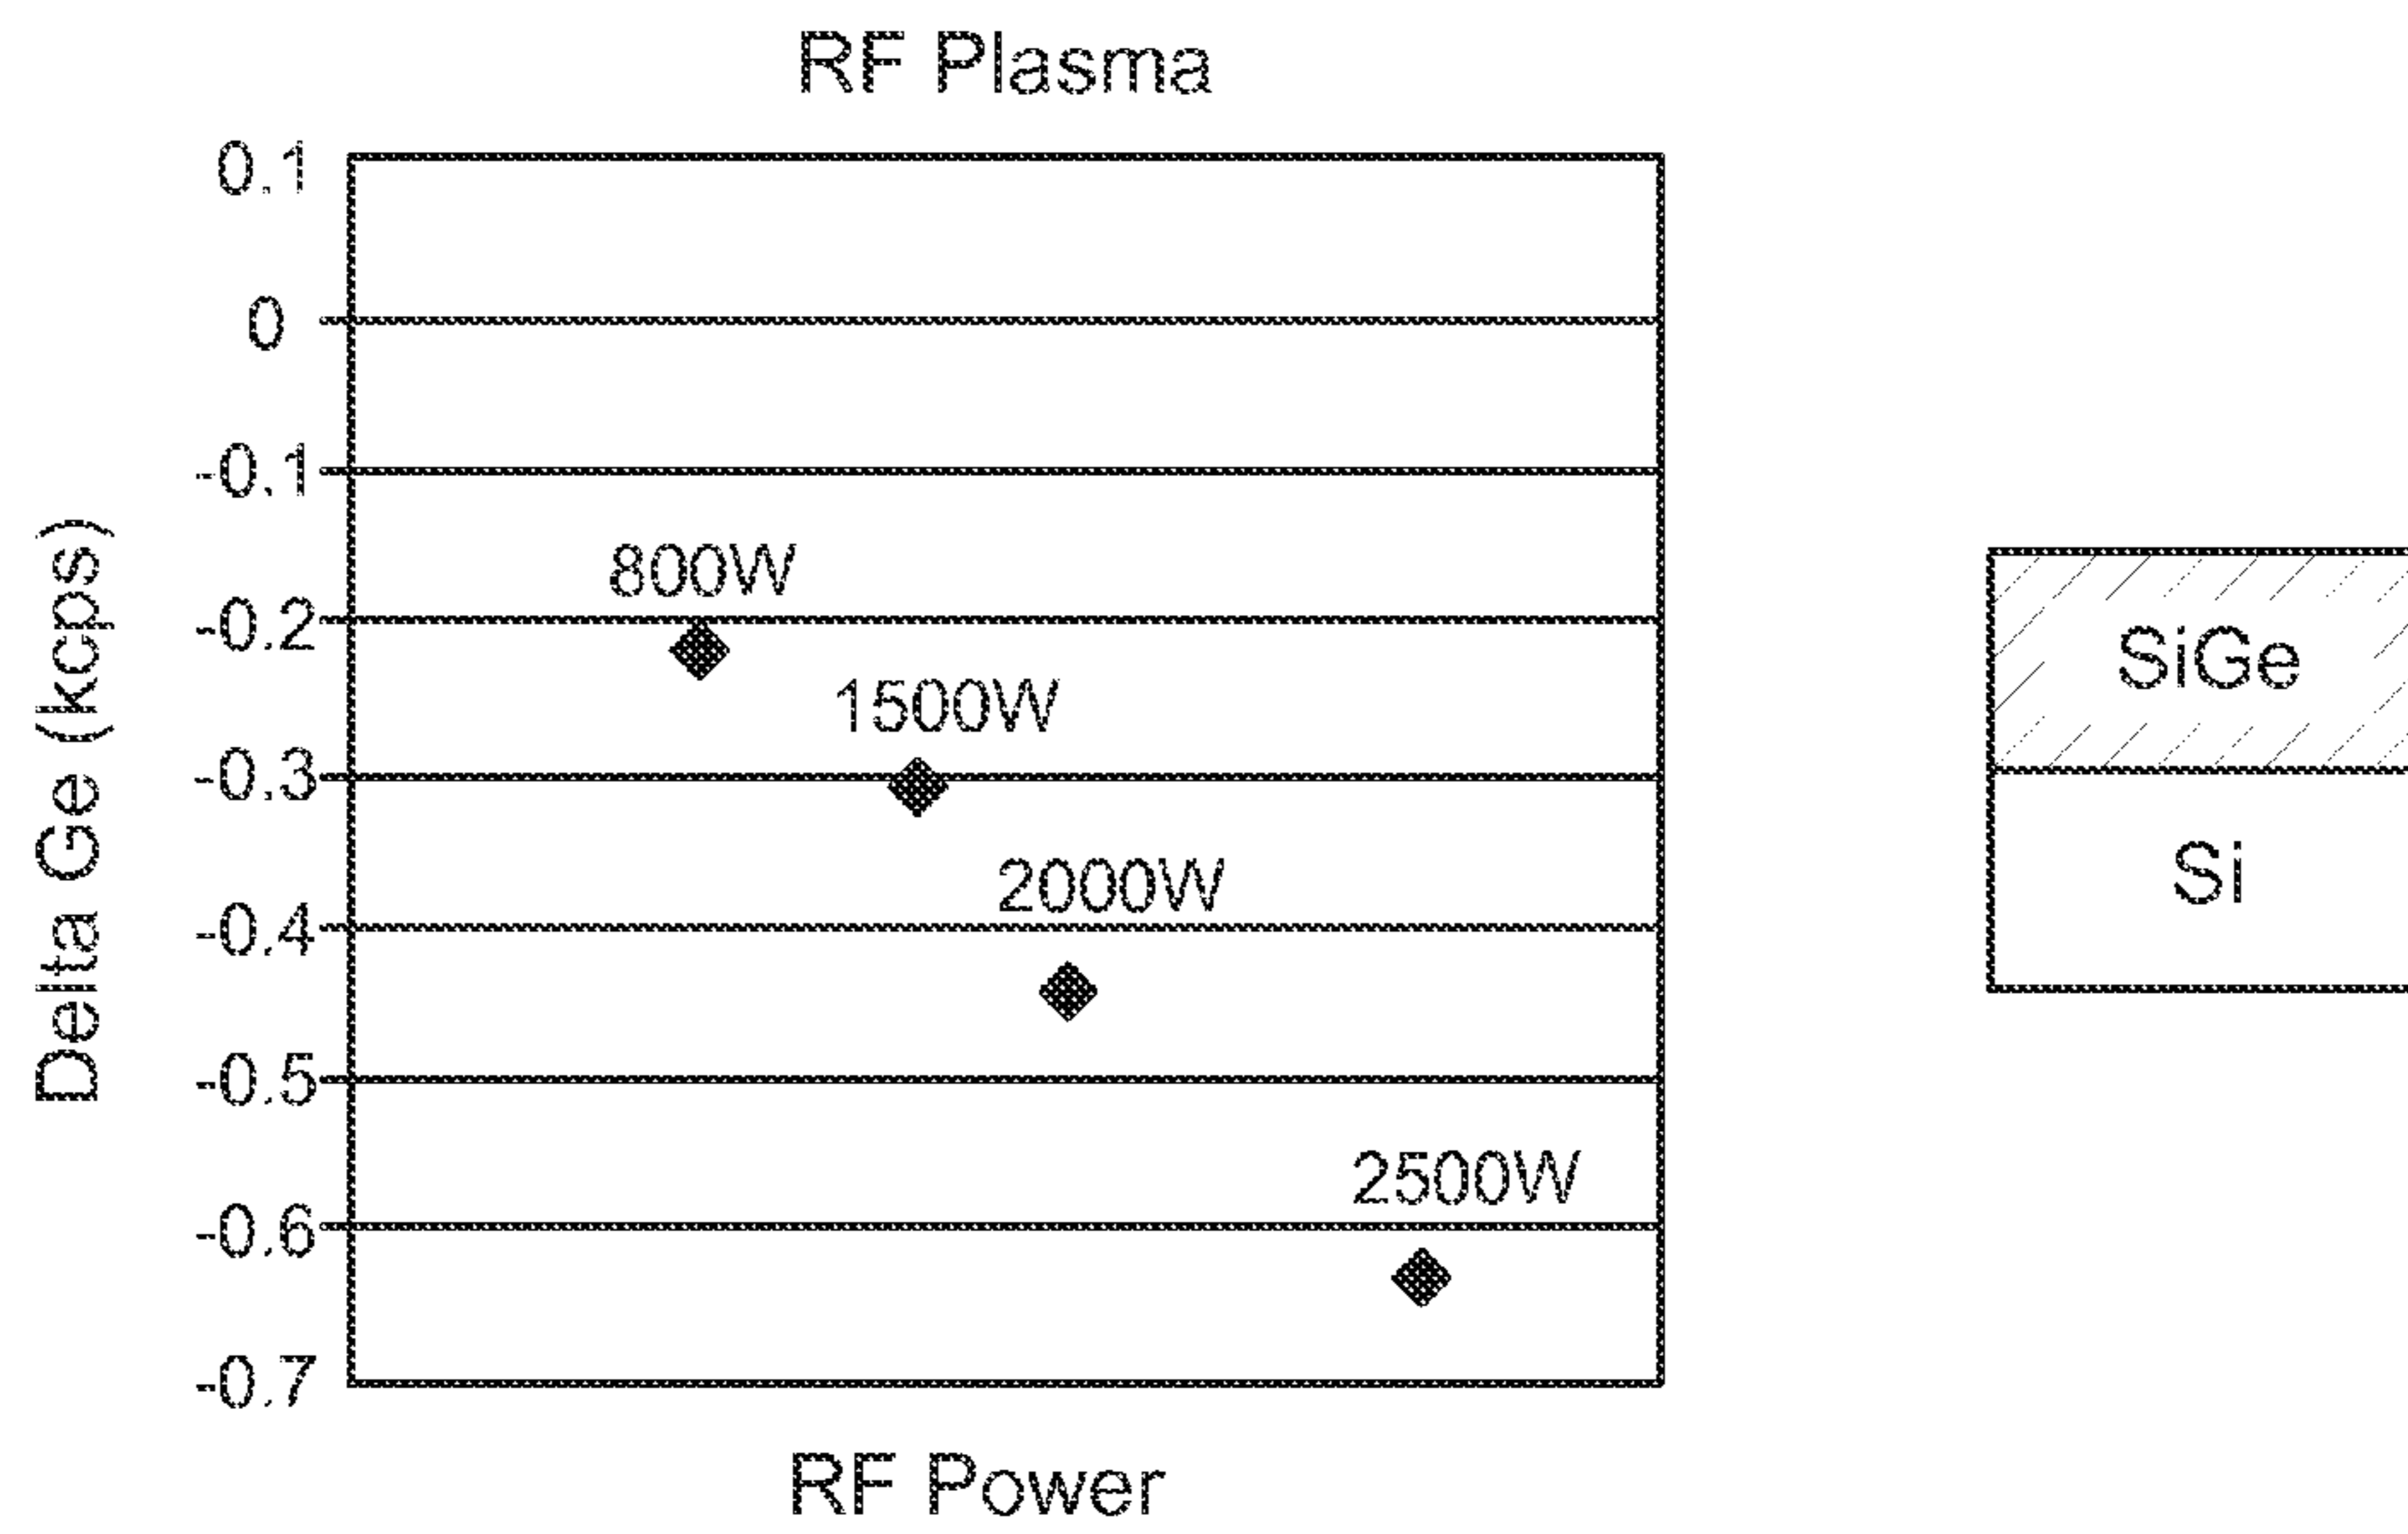 RF Plasma
0.1
0
-0.1
-0.2
-0.3
-0.4
-0.5
-0.6
-0.7
Delta Ge (kcps)
800W
1500W
2000W
2500W
RF Power
SiGe
Si